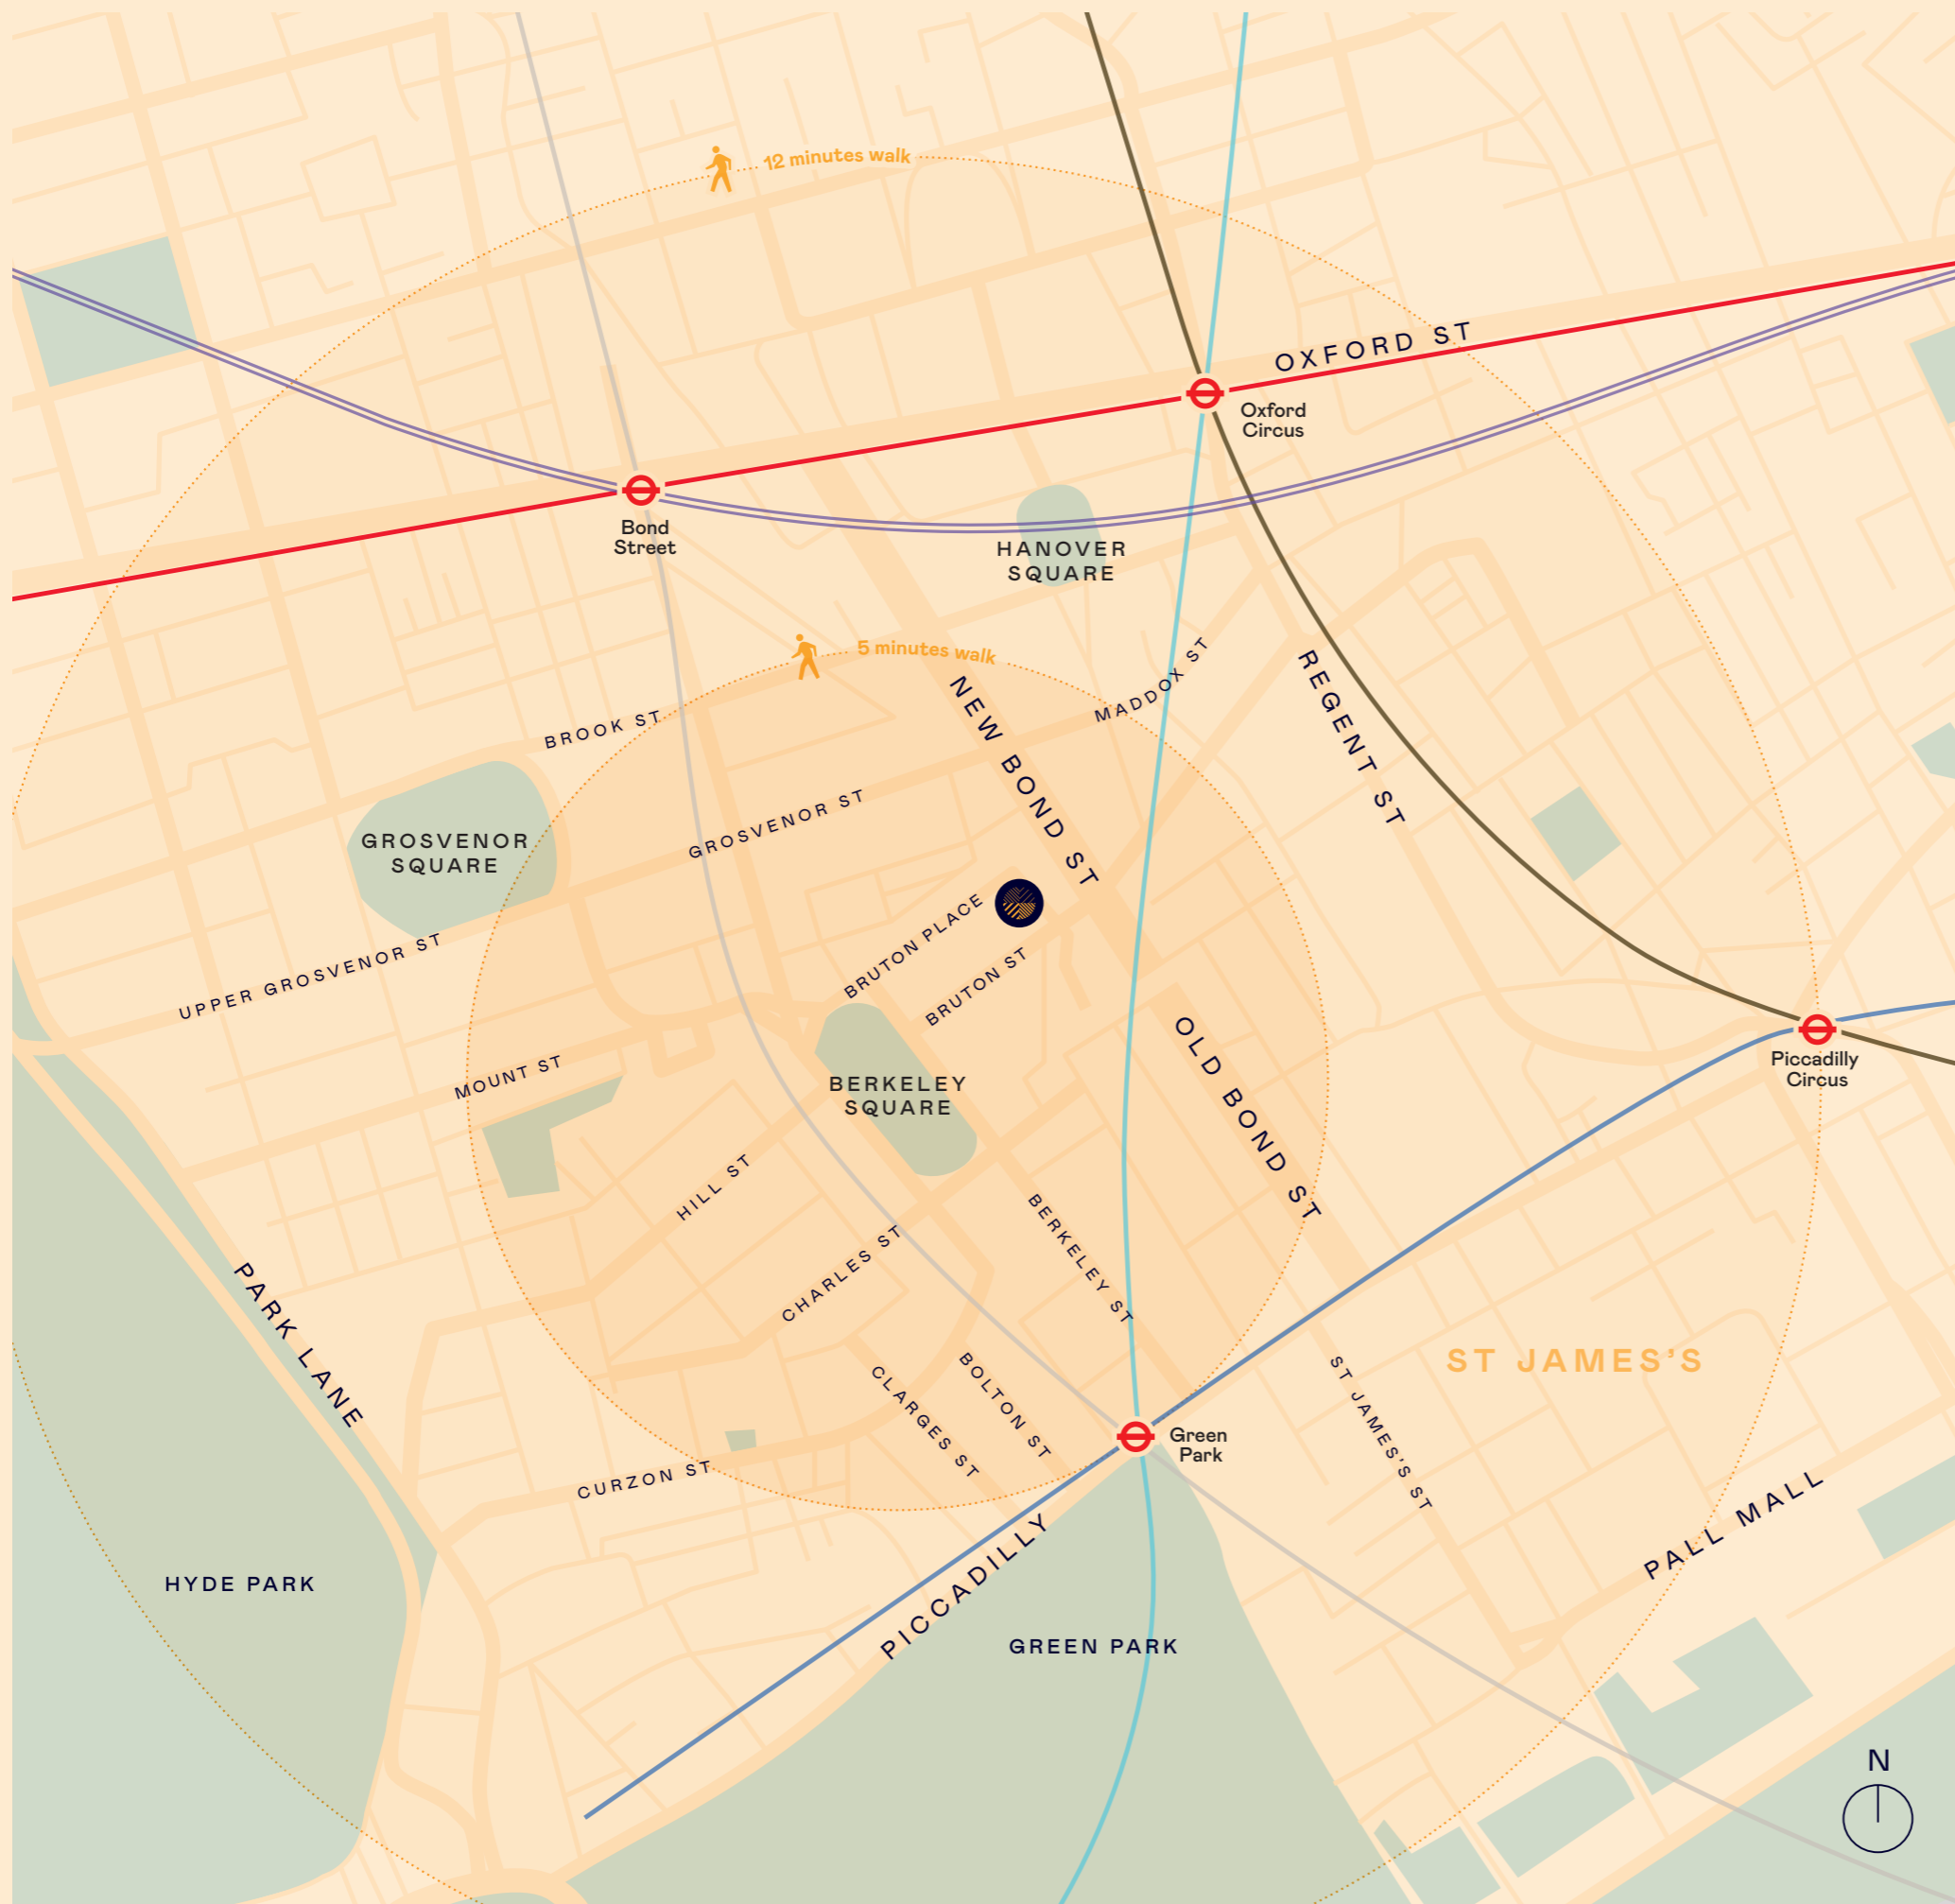 12 minutes walk
OXFORD ST
Oxford
Circus
Bond
Street
HANOVER
SQUARE
5 minutes walk
MADDOX ST
REGENT ST
NEW BOND ST
BROOK ST
GROSVENOR ST
GROSVENOR
SQUARE
BRUTON PLACE
BRUTON ST
UPPER GROSVENOR ST
OLD BOND ST
Piccadilly
Circus
MOUNT ST
BERKELEY
SQUARE
HILL ST
BERKELEY ST
CHARLES ST
PARK LANE
ST JAMES'S
BOLTON ST
CLARGES ST
ST JAMES'S ST
Green
Park
CURZON ST
PALL MALL
PICCADILLY
HYDE PARK
GREEN PARK
N